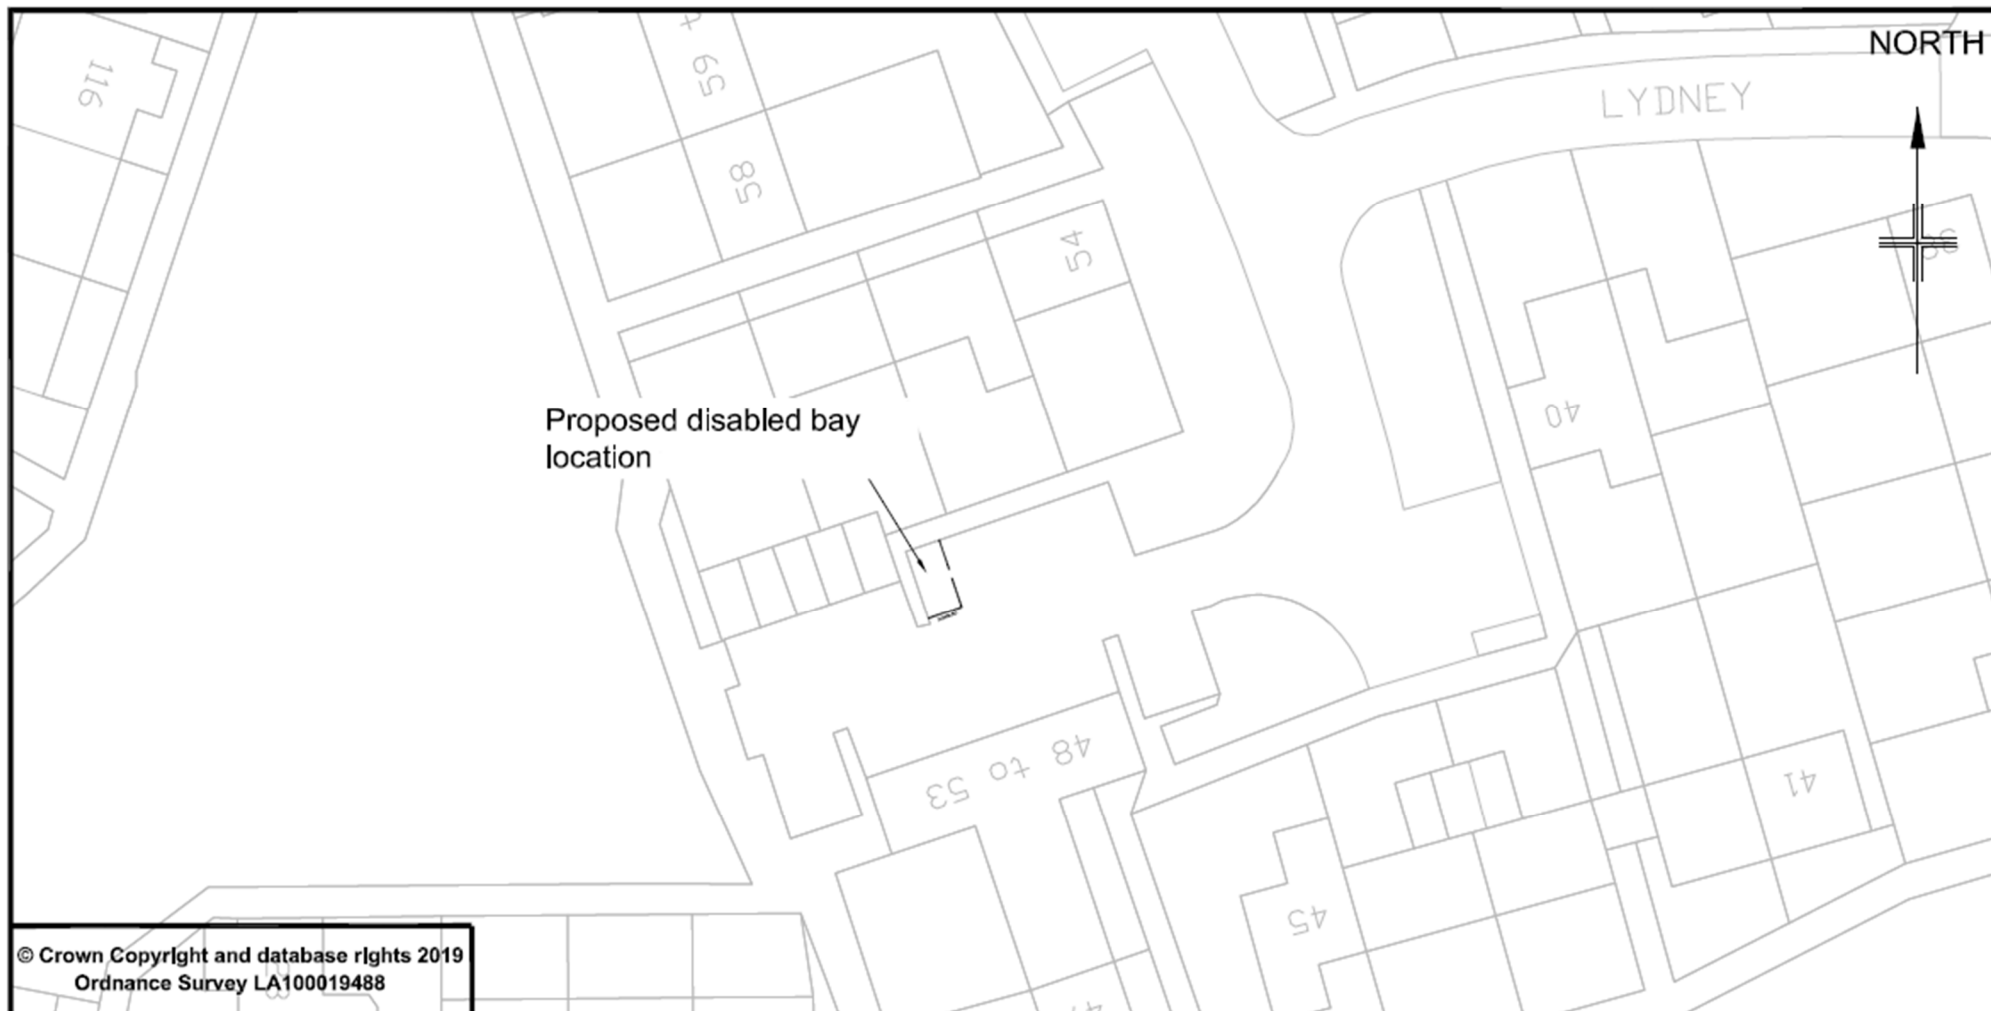 NORTH
LYDNEY
116
59
58
54
40
Proposed disabled bay
location
48 to 53
41
45
© Crown Copyright and database rights 2019
Ordnance Survey LA100019488